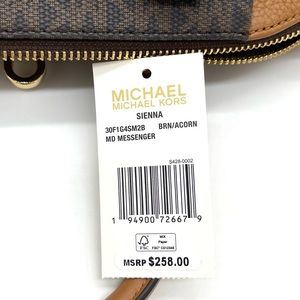 MICHAEL
MICHAEL KORS
SIENNA
30F1G4SM2B BRN/ACORN
MD MESSENGER
S428-0002
1 94900 72667 9
FSC
MIX
Paper
MSRP $258.00